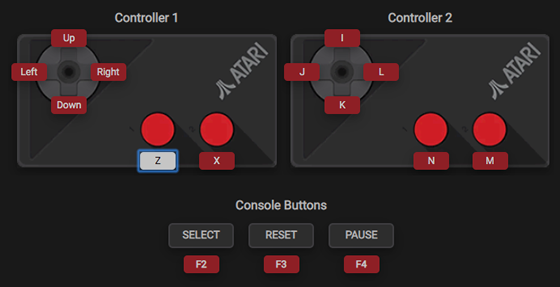 Controller 1
Up
Left
Right
Down
ATARI
Z
X
Controller 2
I
J
L
K
ATARI
N
M
Console Buttons
SELECT
RESET
PAUSE
F2
F3
F4